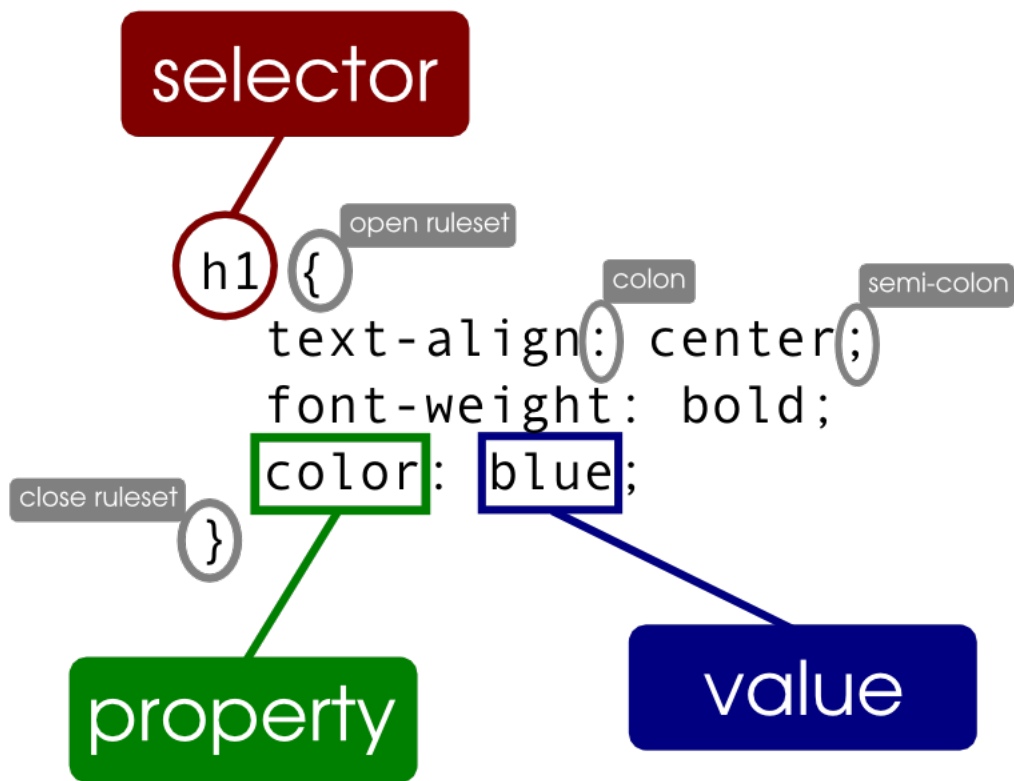 selector
open ruleset
h1 {
colon
semi-colon
text-align: center;
font-weight: bold;
color: blue;
close ruleset
}
property
value